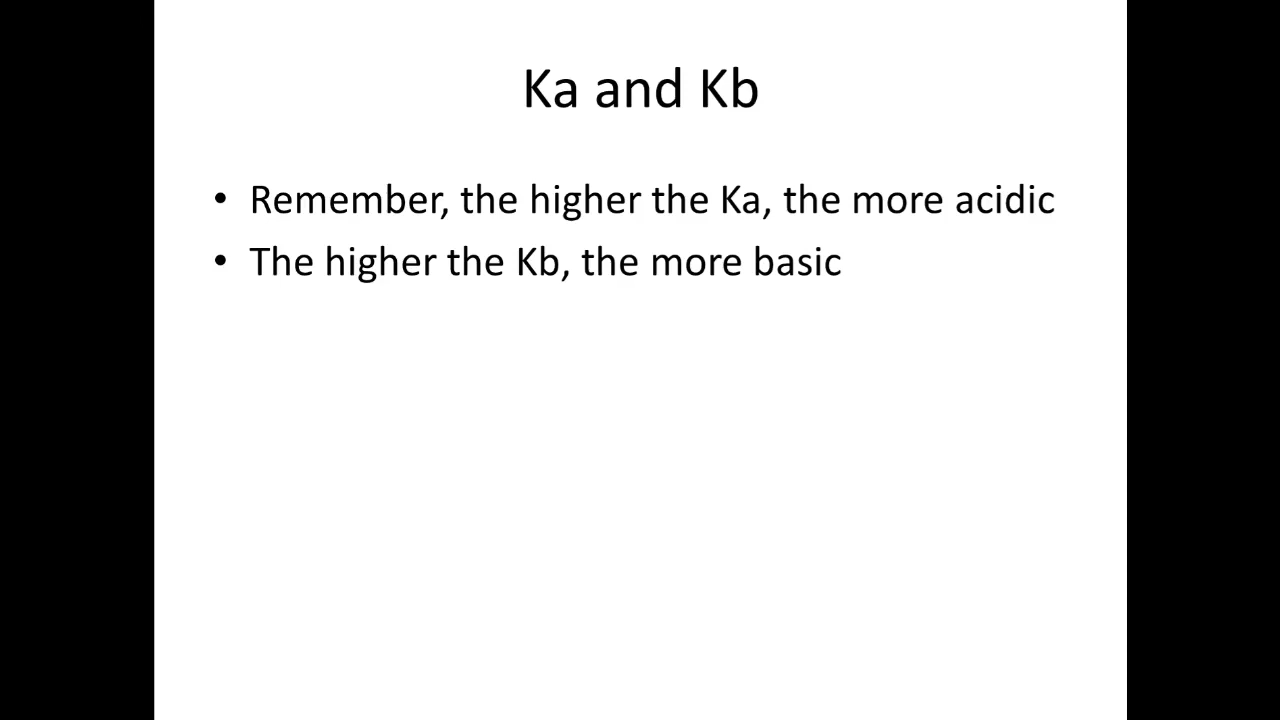 Ka and Kb
• Remember, the higher the Ka, the more acidic
• The higher the Kb, the more basic